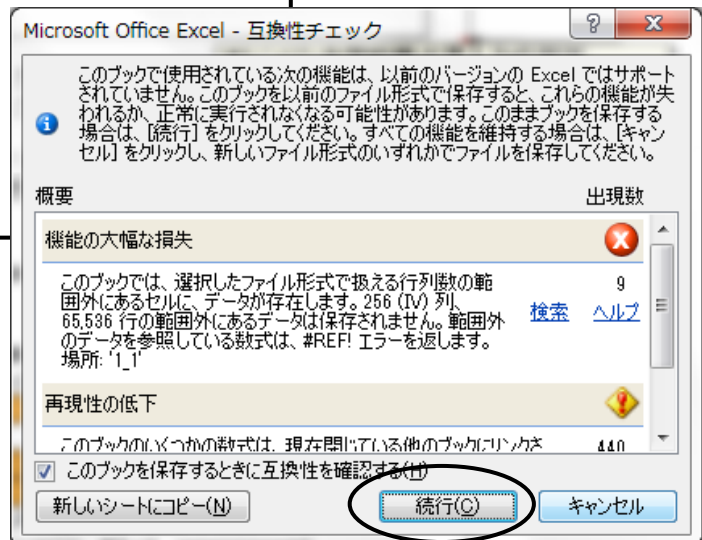 Microsoft Office Excel - 互換性チェック
このブックで使用されている次の機能は、以前のバージョンの Excel ではサポート
されていません。このブックを以前のファイル形式で保存すると、これらの機能が失
われるか、正常に実行されなくなる可能性があります。このままブックを保存する
場合は、[続行] をクリックしてください。すべての機能を維持する場合は、[キャン
セル] をクリックし、新しいファイル形式のいずれかでファイルを保存してください。
概要 出現数
機能の大幅な損失
このブックでは、選択したファイル形式で扱える行列数の範 9
囲外にあるセルに、データが存在します。256 (IV) 列、 検索 ヘルプ
65,536 行の範囲外にあるデータは保存されません。範囲外
のデータを参照している数式は、#REF! エラーを返します。
場所: '1_1'
再現性の低下
このブックのいくつかの数式は、現在閉じている他のブックにリンクさ 440
このブックを保存するときに互換性を確認する(H)
新しいシートにコピー(N) 続行(C) キャンセル